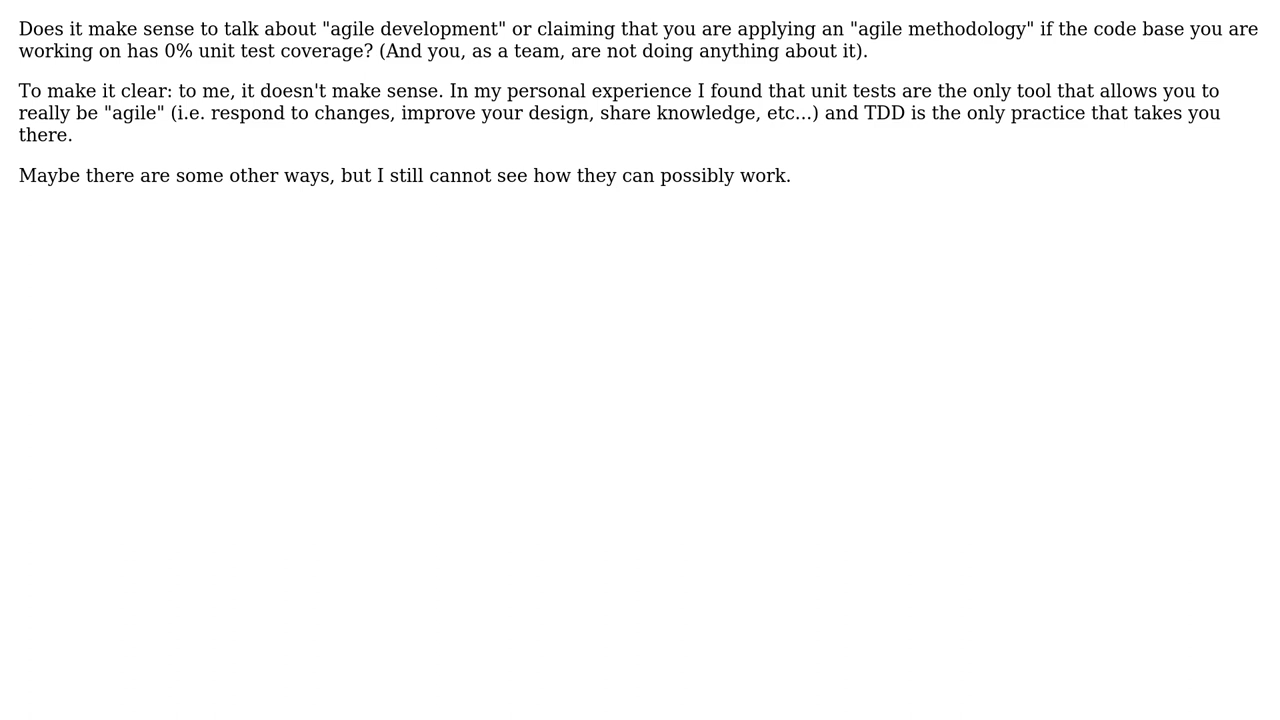 Does it make sense to talk about "agile development" or claiming that you are applying an "agile methodology" if the code base you are
working on has 0% unit test coverage? (And you, as a team, are not doing anything about it).
To make it clear: to me, it doesn't make sense. In my personal experience I found that unit tests are the only tool that allows you to
really be "agile" (i.e. respond to changes, improve your design, share knowledge, etc...) and TDD is the only practice that takes you
there.
Maybe there are some other ways, but I still cannot see how they can possibly work.